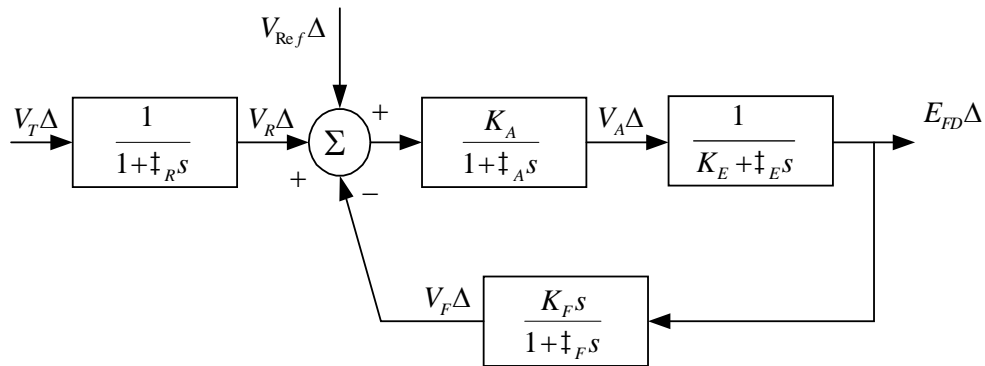 V_{Ref}Δ
V_TΔ
1
1+‡_R s
V_RΔ
+
Σ
+
−
K_A
1+‡_A s
V_AΔ
1
K_E+‡_E s
E_{FD}Δ
V_FΔ
K_F s
1+‡_F s